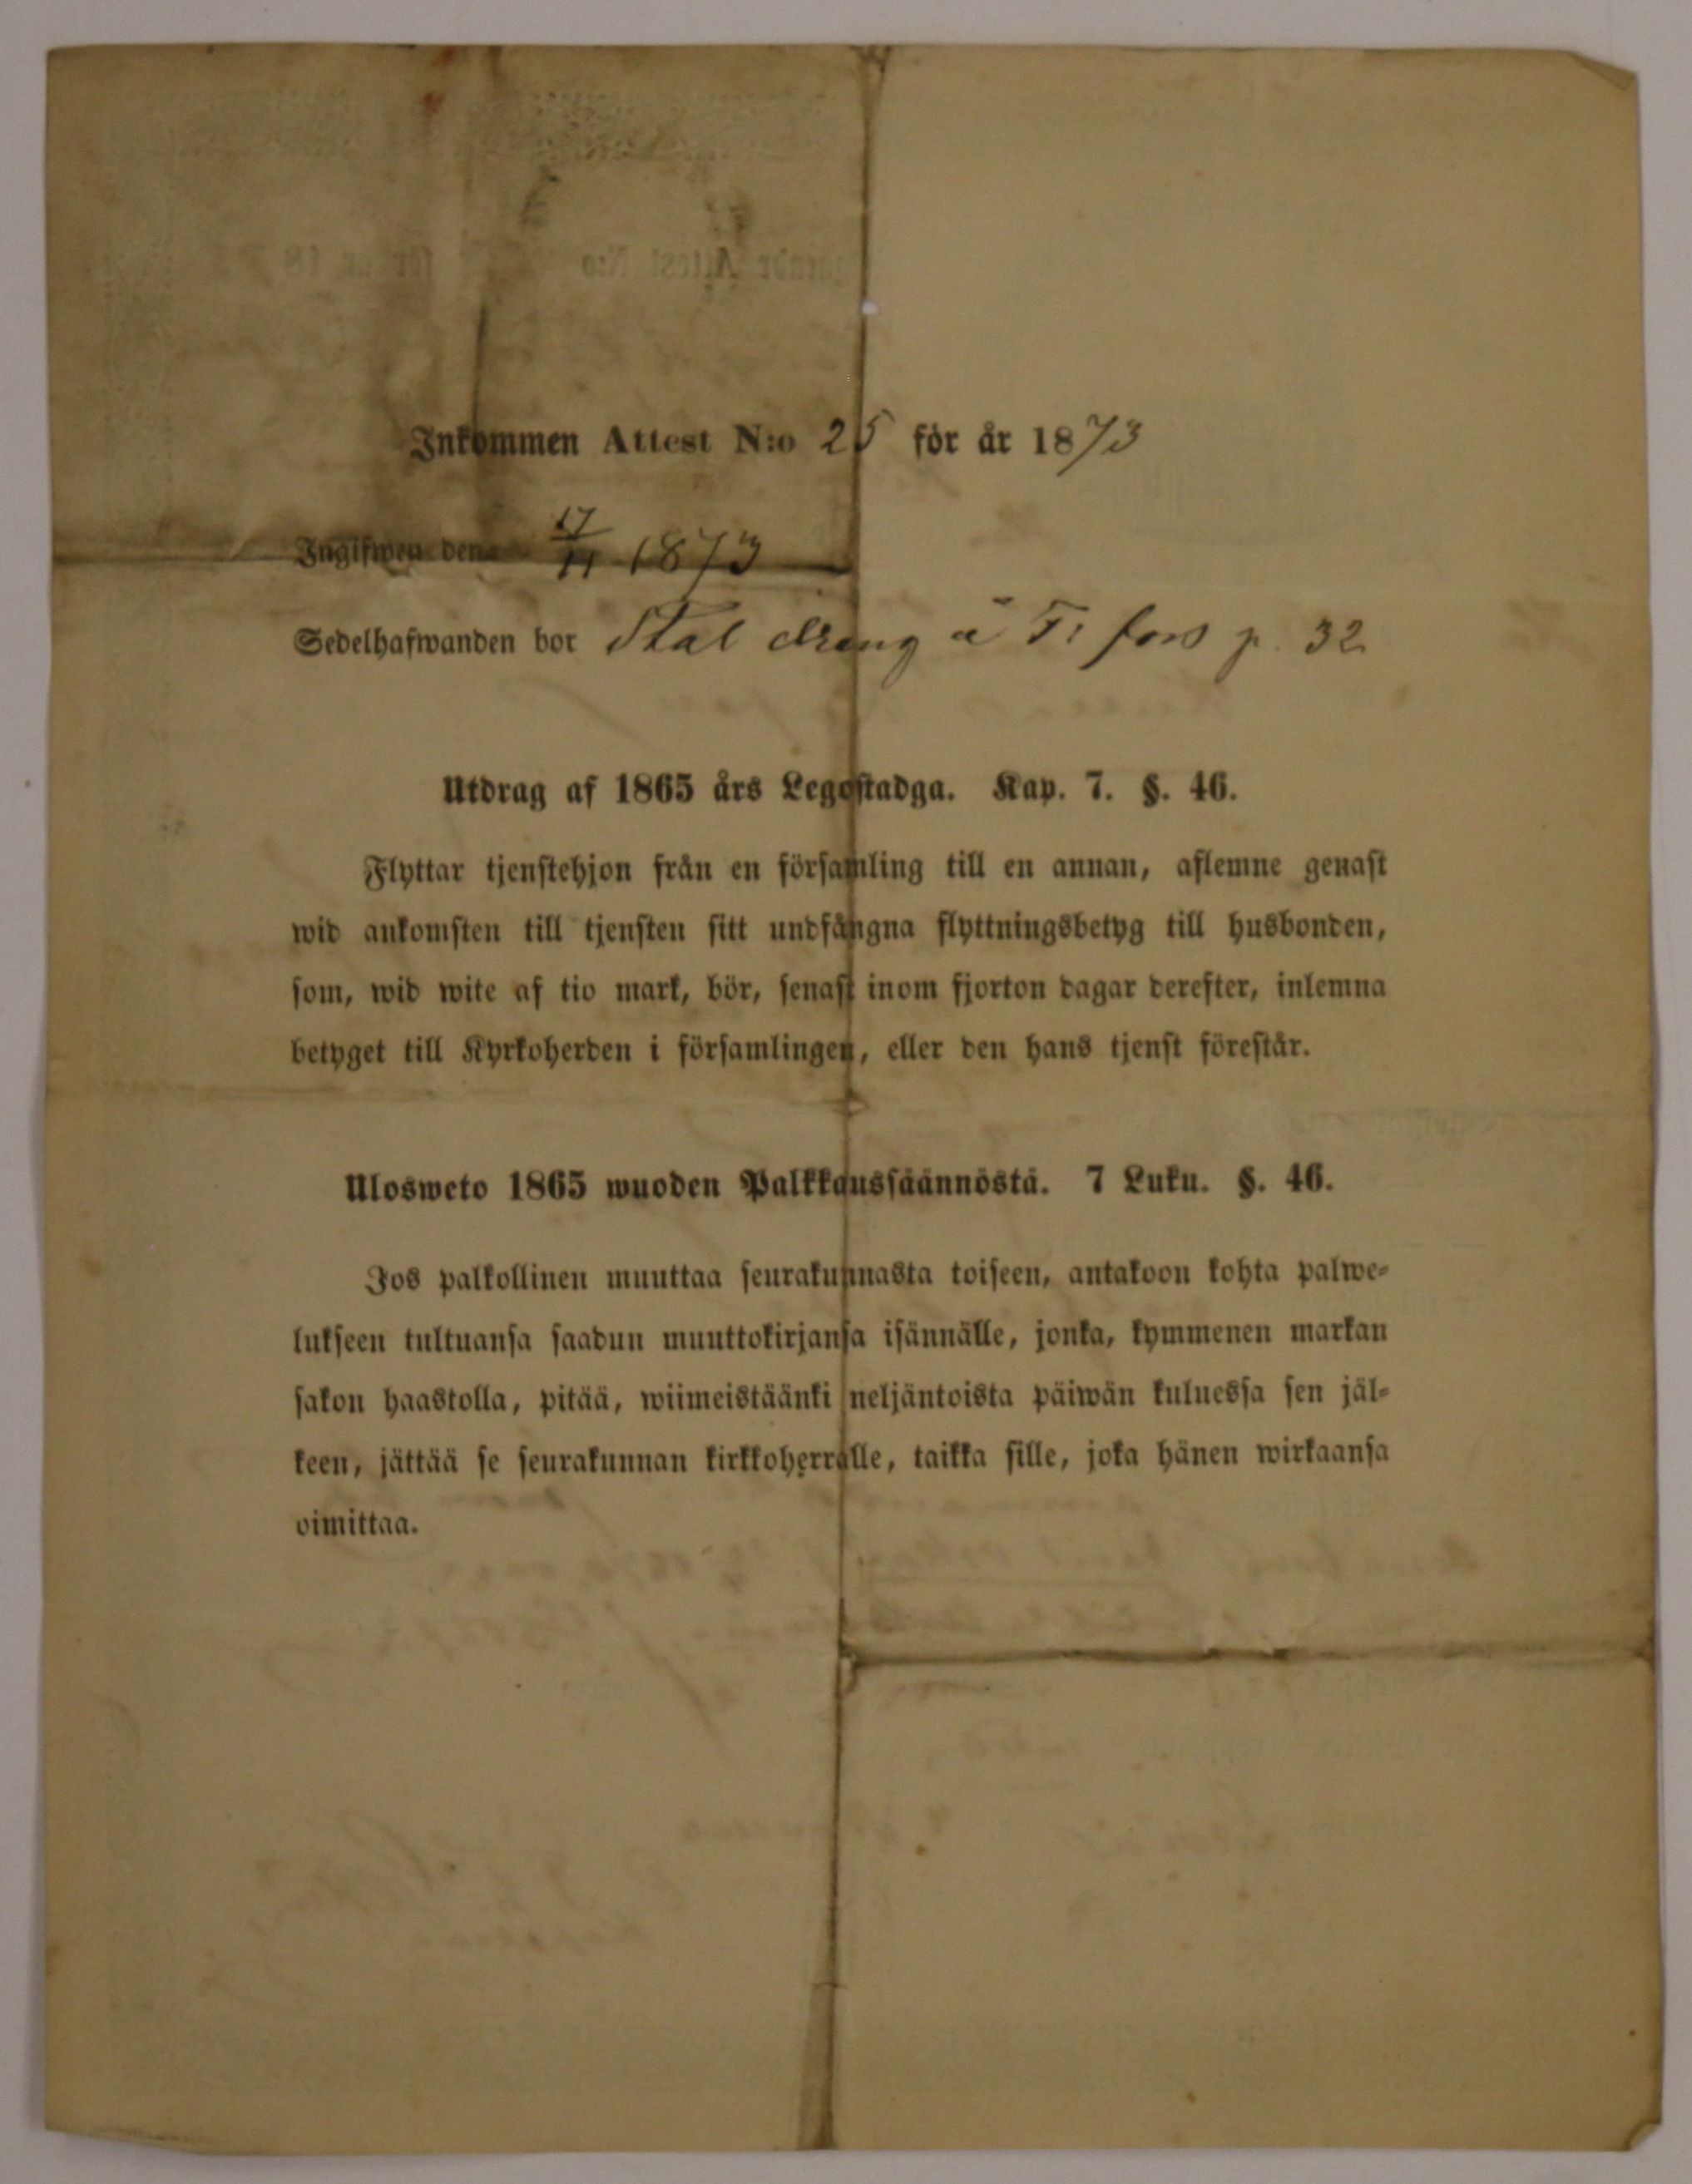 Inkommen Attest N:o 25 för år 1873
Ingifwen den 17/11 1873
Sedelhafwanden bor Stal dreng å T: fors p. 32
Utdrag af 1865 års Legostadga. Kap. 7. §. 46.
Flyttar tjenstehjon från en församling till en annan, aflemne genast
wid ankomsten till tjensten sitt undfångna flyttningsbetyg till husbonden,
som, wid wite af tio mark, bör, senast inom fjorton dagar derefter, inlemna
betyget till Kyrkoherden i församlingen, eller den hans tjenst förestår.
Ulosweto 1865 wuoden Palkkaussäännöstä. 7 Luku. §. 46.
Jos palkollinen muuttaa seurakunnasta toiseen, antakoon kohta palwe-
lukseen tultuansa saadun muuttokirjansa isännälle, jonka, kymmenen markan
sakon haastolla, pitää, wiimeistäänki neljäntoista päiwän kuluessa sen jäl-
keen, jättää se seurakunnan kirkkoherralle, taikka sille, joka hänen wirkaansa
oimittaa.